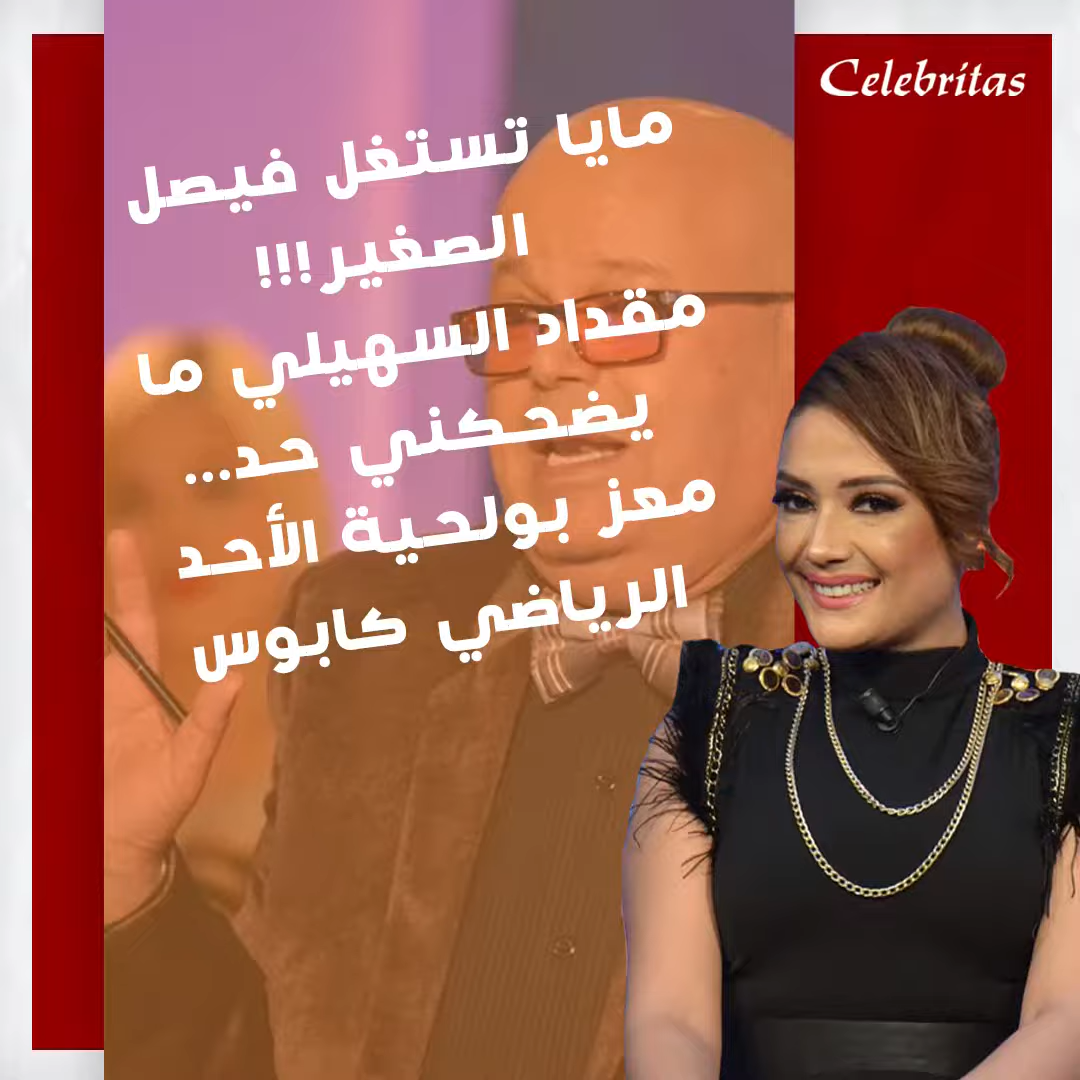 Celebritas
مايا تستغل فيصل
الصغير!!!
مقداد السهيلي ما
يضحكني حد...
معز بولحية الأحد
الرياضي كابوس